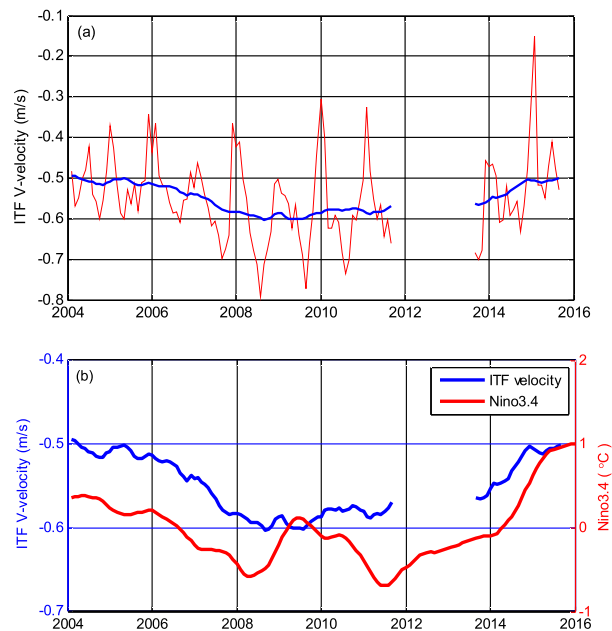 -0.1
(a)
-0.2
-0.3
-0.4
-0.5
-0.6
-0.7
-0.8
ITF V-velocity (m/s)
2004 2006 2008 2010 2012 2014 2016
-0.4 2
(b)
ITF velocity
Nino3.4
-0.5 1
-0.6 0
-0.7 -1
ITF V-velocity (m/s)
Nino3.4 ( °C)
2004 2006 2008 2010 2012 2014 2016